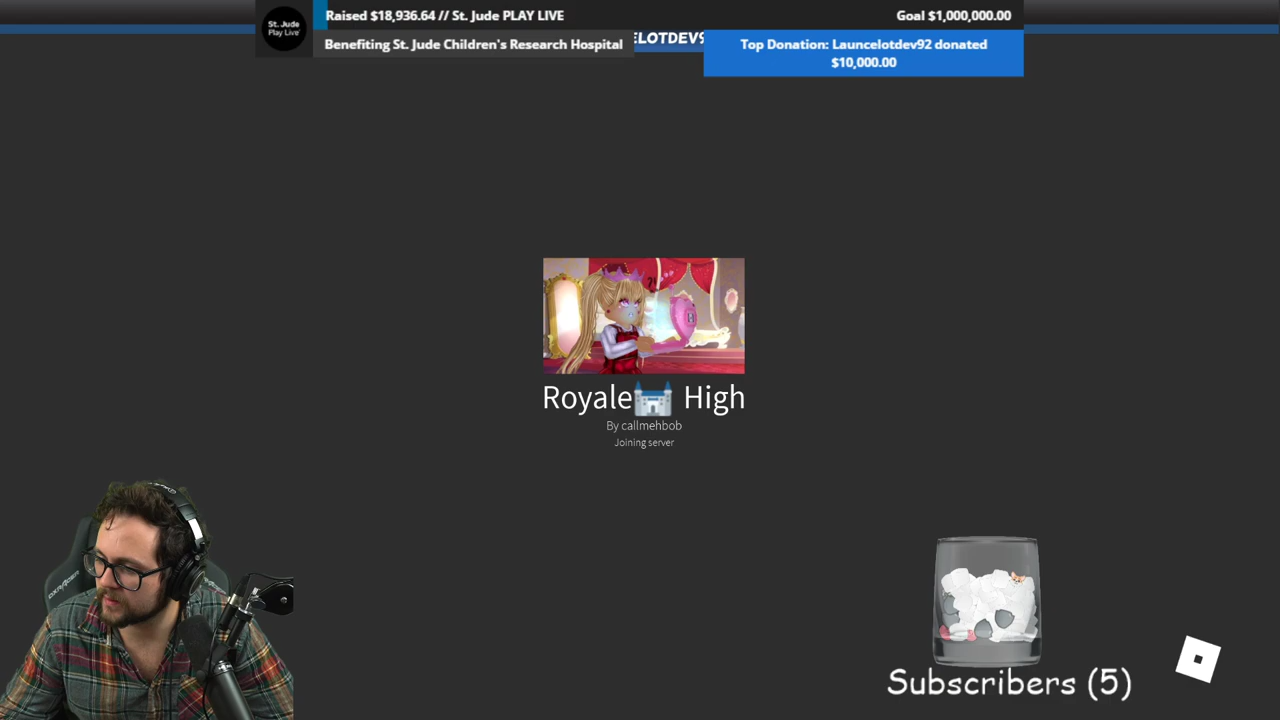 Raised $18,936.64 // St. Jude PLAY LIVE
Goal $1,000,000.00
St. Jude
PLAY LIVE
Benefiting St. Jude Children's Research Hospital
Top Donation: Launcelotdev92 donated
$10,000.00
Royale🏰 High
By callmehbob
Joining server
Subscribers (5)